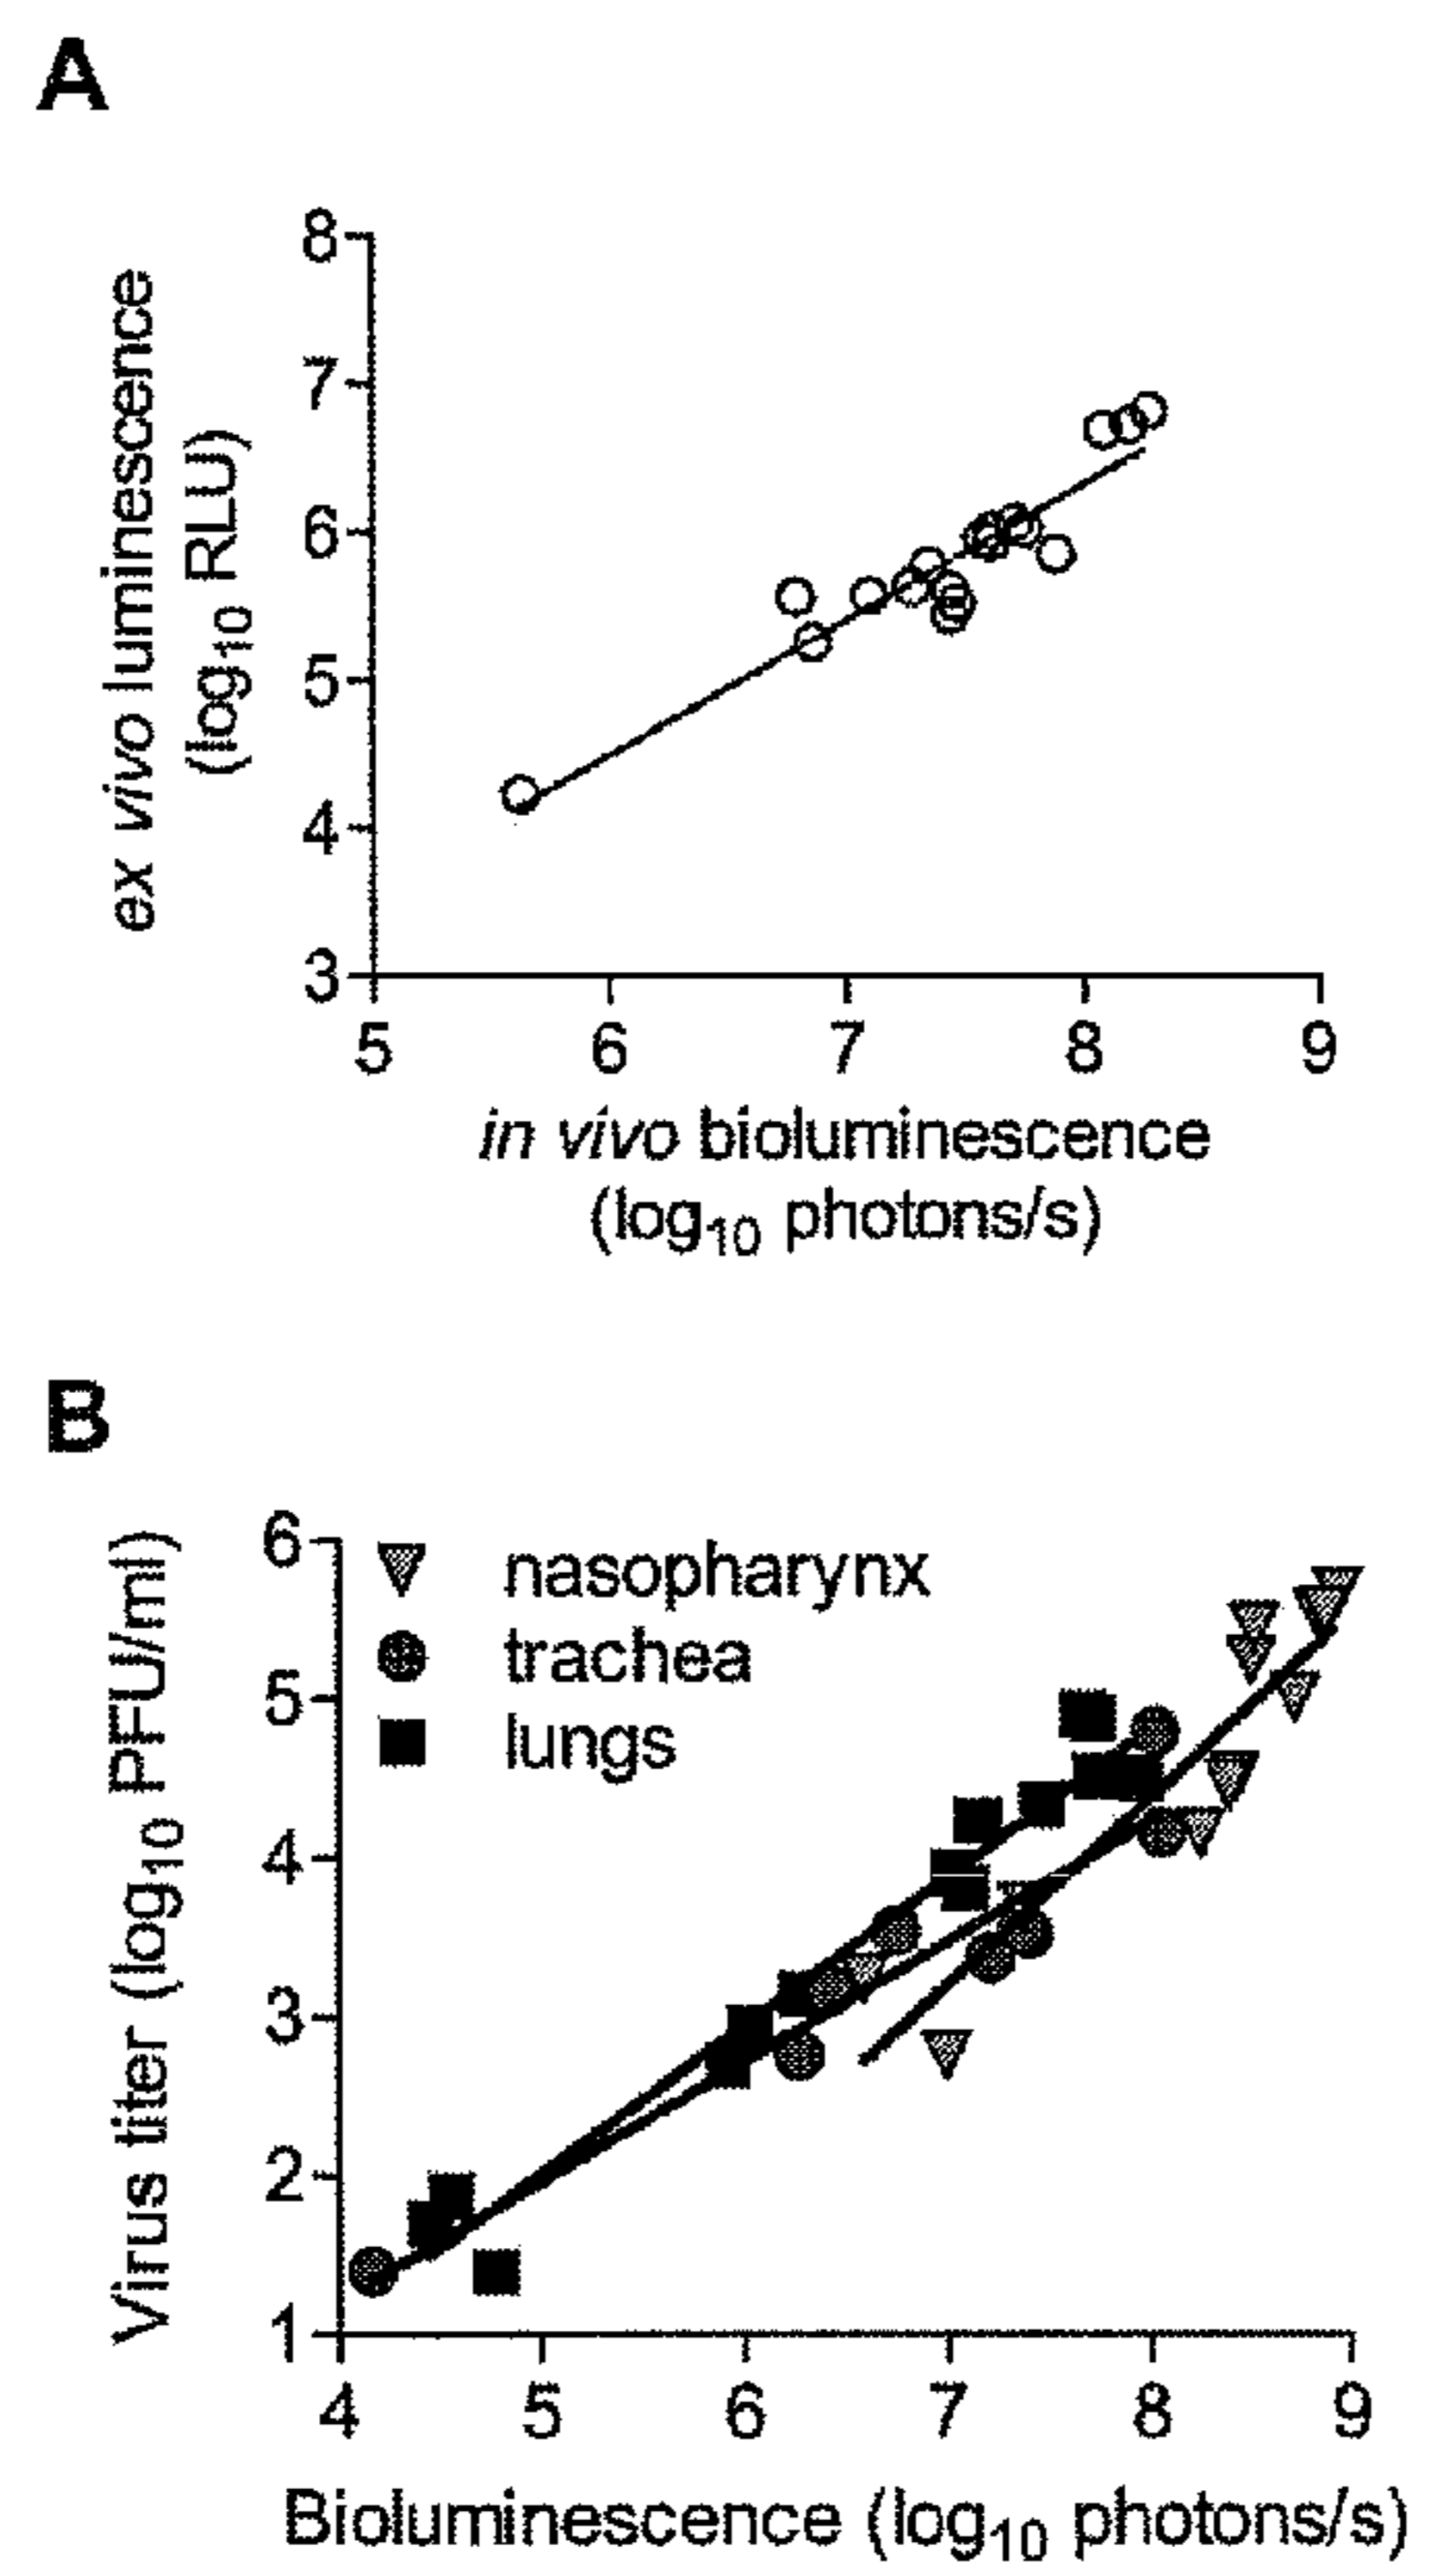 A
ex vivo luminescence
(log10 RLU)
8
7
6
5
4
3
5 6 7 8 9
in vivo bioluminescence
(log10 photons/s)
B
Virus titer (log10 PFU/ml)
6
5
4
3
2
1
nasopharynx
trachea
lungs
4 5 6 7 8 9
Bioluminescence (log10 photons/s)